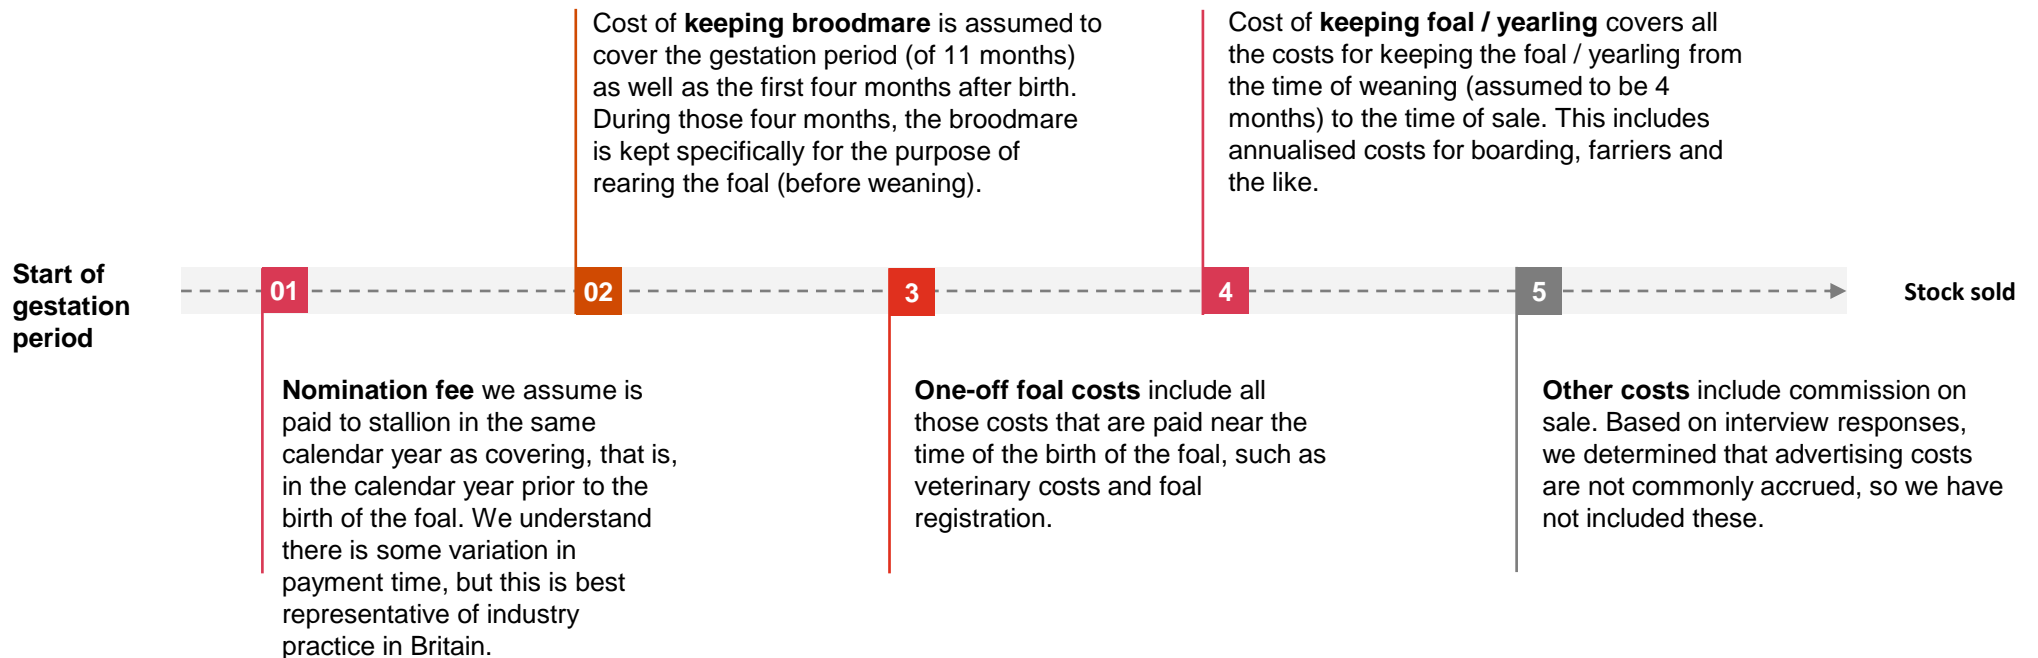 Cost of keeping broodmare is assumed to
cover the gestation period (of 11 months)
as well as the first four months after birth.
During those four months, the broodmare
is kept specifically for the purpose of
rearing the foal (before weaning).
Cost of keeping foal / yearling covers all
the costs for keeping the foal / yearling from
the time of weaning (assumed to be 4
months) to the time of sale. This includes
annualised costs for boarding, farriers and
the like.
Start of
gestation
period
01
02
3
4
5
Stock sold
Nomination fee we assume is
paid to stallion in the same
calendar year as covering, that is,
in the calendar year prior to the
birth of the foal. We understand
there is some variation in
payment time, but this is best
representative of industry
practice in Britain.
One-off foal costs include all
those costs that are paid near the
time of the birth of the foal, such as
veterinary costs and foal
registration.
Other costs include commission on
sale. Based on interview responses,
we determined that advertising costs
are not commonly accrued, so we have
not included these.